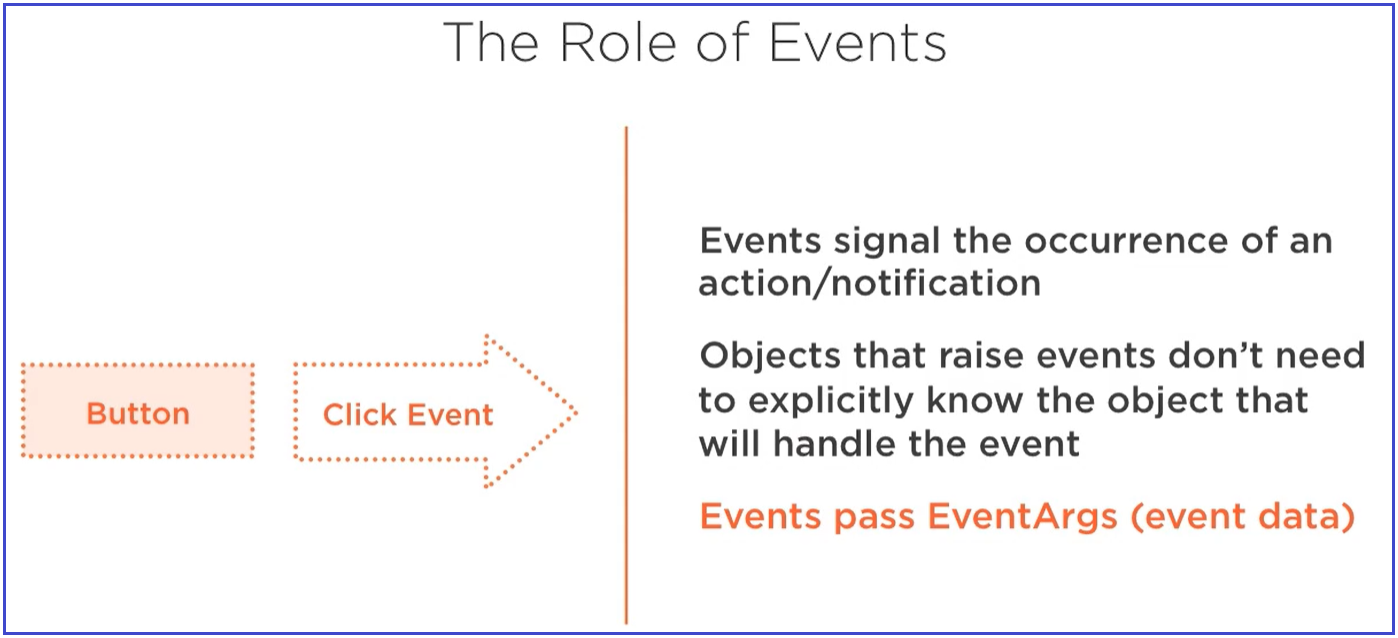 The Role of Events
Button
Click Event
Events signal the occurrence of an
action/notification
Objects that raise events don’t need
to explicitly know the object that
will handle the event
Events pass EventArgs (event data)